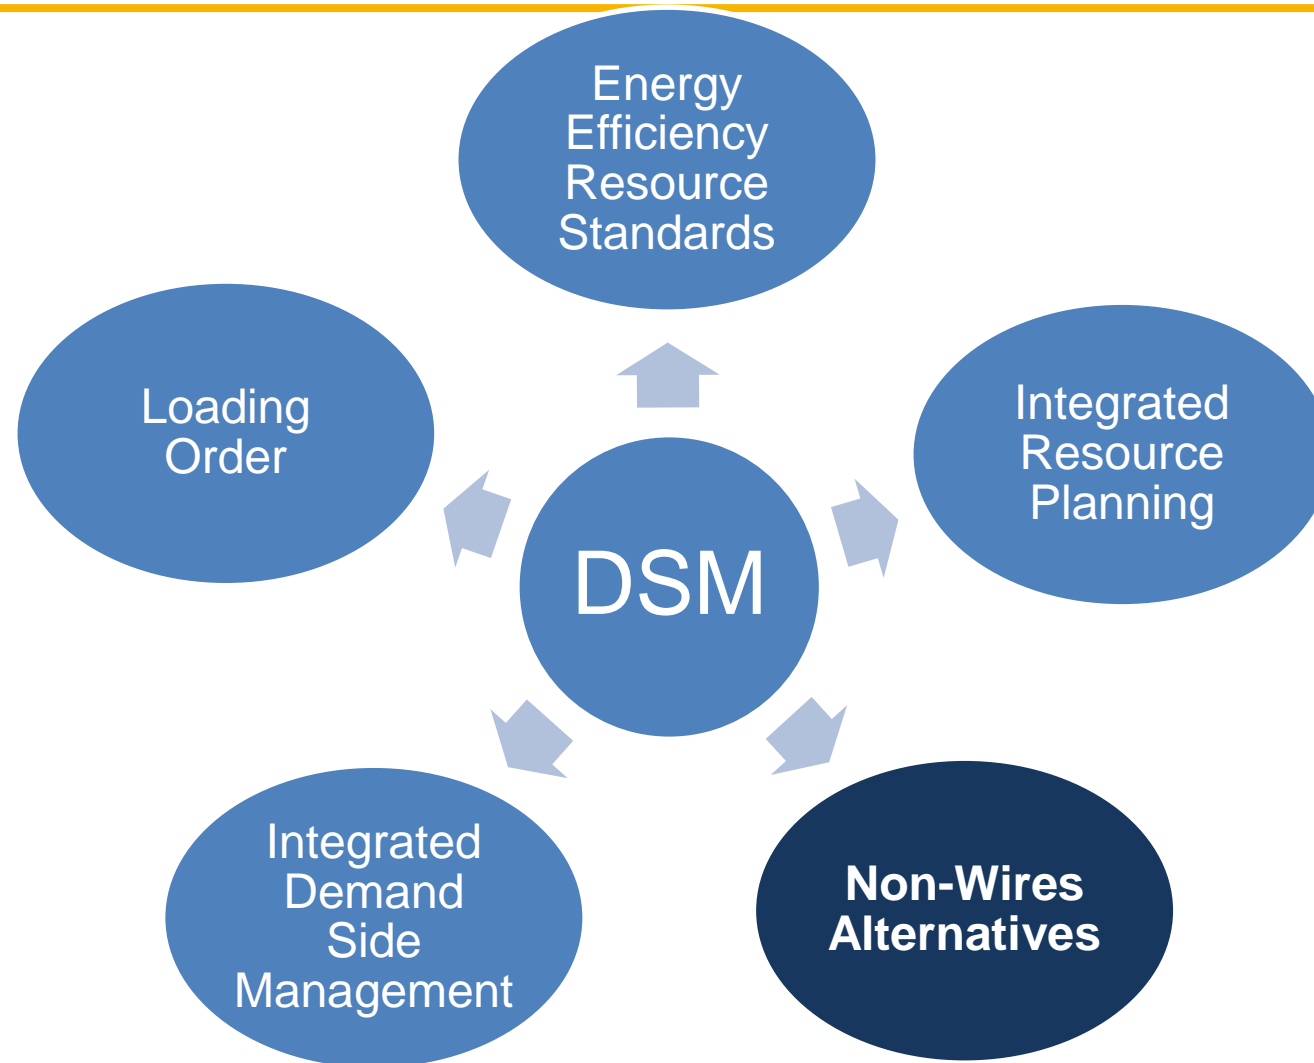 Energy
Efficiency
Resource
Standards
Loading
Order
Integrated
Resource
Planning
DSM
Integrated
Demand
Side
Management
Non-Wires
Alternatives